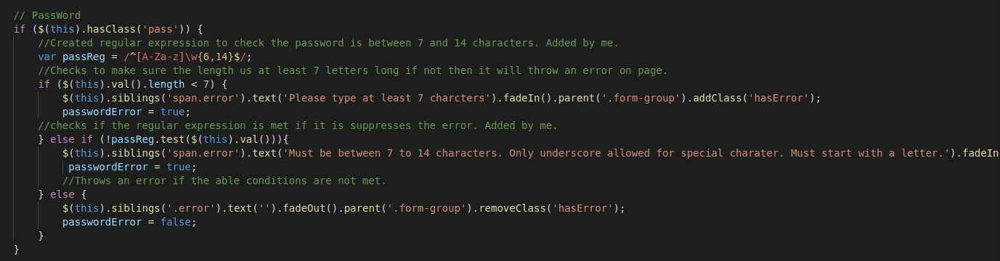 // PassWord
if ($(this).hasClass('pass')) {
//Created regular expression to check the password is between 7 and 14 characters. Added by me.
var passReg = /^[A-Za-z]\w{6,14}$/;
//Checks to make sure the length us at least 7 letters long if not then it will throw an error on page.
if ($(this).val().length < 7) {
$(this).siblings('span.error').text('Please type at least 7 charcters').fadeIn().parent('.form-group').addClass('hasError');
passwordError = true;
//checks if the regular expression is met if it is suppresses the error. Added by me.
} else if (!passReg.test($(this).val())){
$(this).siblings('span.error').text('Must be between 7 to 14 characters. Only underscore allowed for special charater. Must start with a letter.').fadeIn
passwordError = true;
//Throws an error if the able conditions are not met.
} else {
$(this).siblings('.error').text('').fadeOut().parent('.form-group').removeClass('hasError');
passwordError = false;
}
}